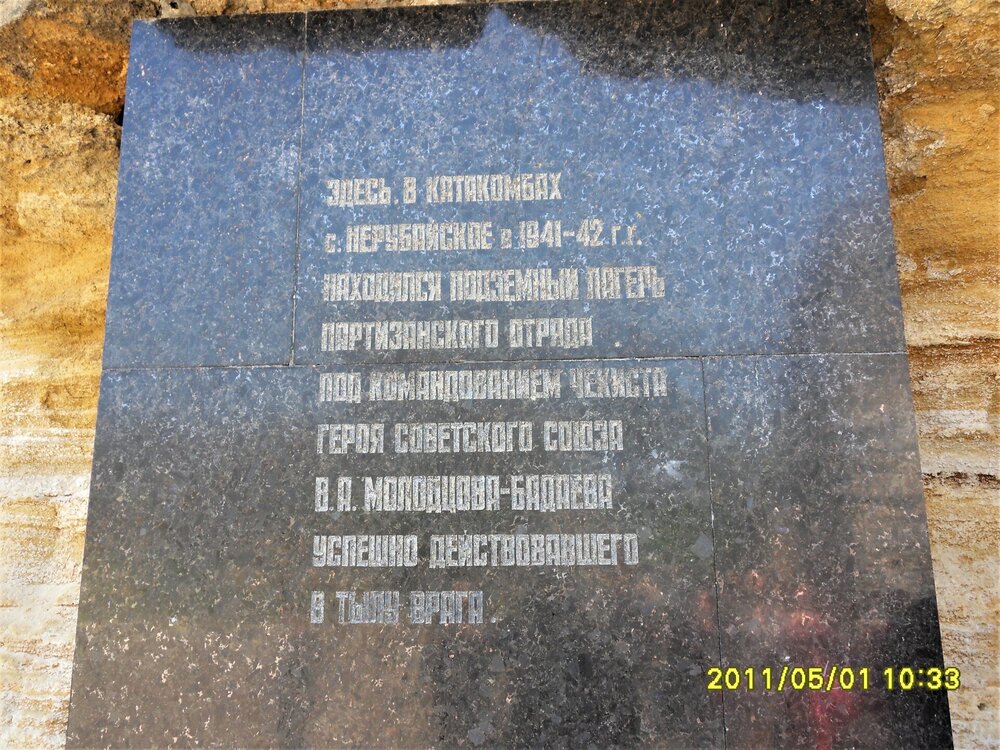 ЗДЕСЬ, В КАТАКОМБАХ
с. НЕРУБАЙСКОЕ в 1941-42 г.г.
НАХОДИЛСЯ ПОДЗЕМНЫЙ ЛАГЕРЬ
ПАРТИЗАНСКОГО ОТРЯДА
ПОД КОМАНДОВАНИЕМ ЧЕКИСТА
ГЕРОЯ СОВЕТСКОГО СОЮЗА
В.А. МОЛОДЦОВА-БАДАЕВА
УСПЕШНО ДЕЙСТВОВАВШЕГО
В ТЫЛУ ВРАГА.
2011/05/01 10:33